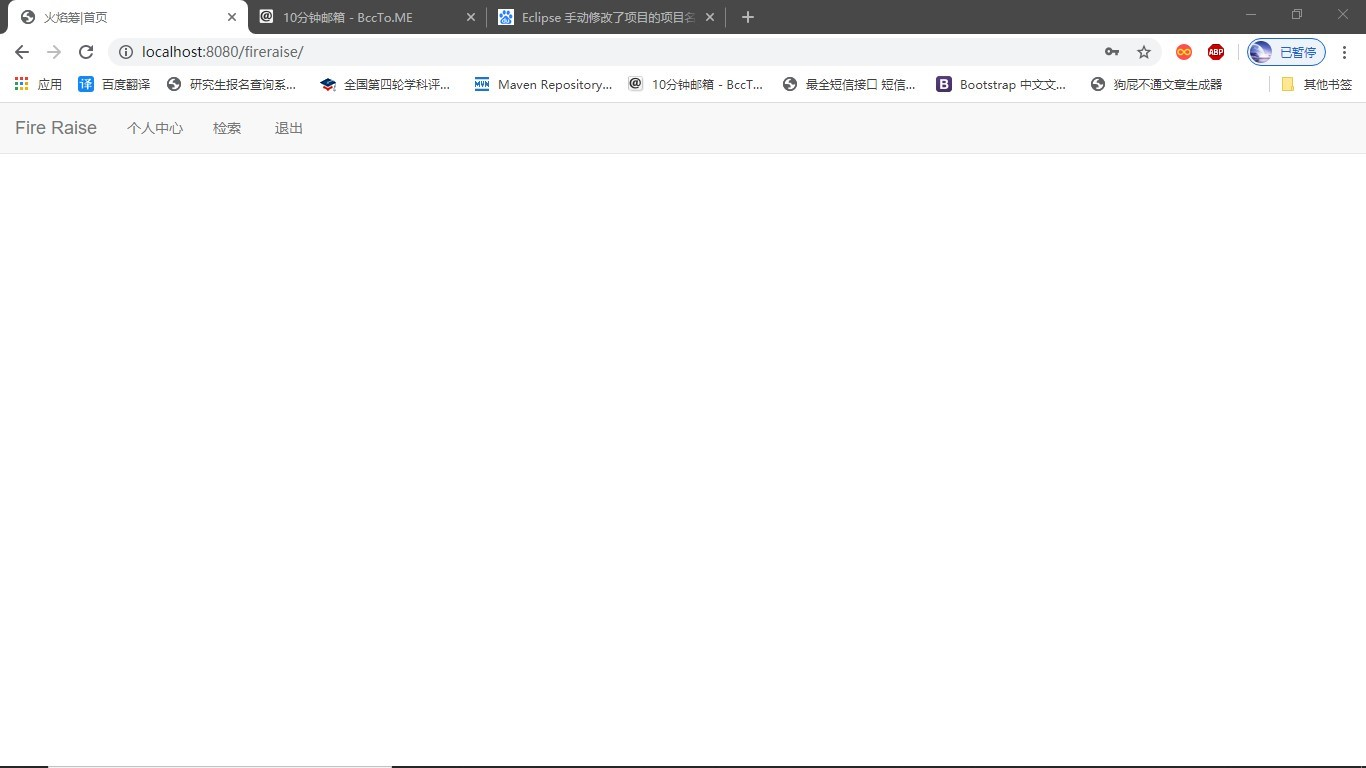 火焰筹|首页
10分钟邮箱 - BccTo.ME
Eclipse 手动修改了项目的项目名
localhost:8080/fireraise/
ABP
已暂停
应用
译 百度翻译
研究生报名查询系...
全国第四轮学科评...
MVN Maven Repository...
10分钟邮箱 - BccT...
最全短信接口 短信...
B Bootstrap 中文文...
狗屁不通文章生成器
其他书签
Fire Raise 个人中心 检索 退出